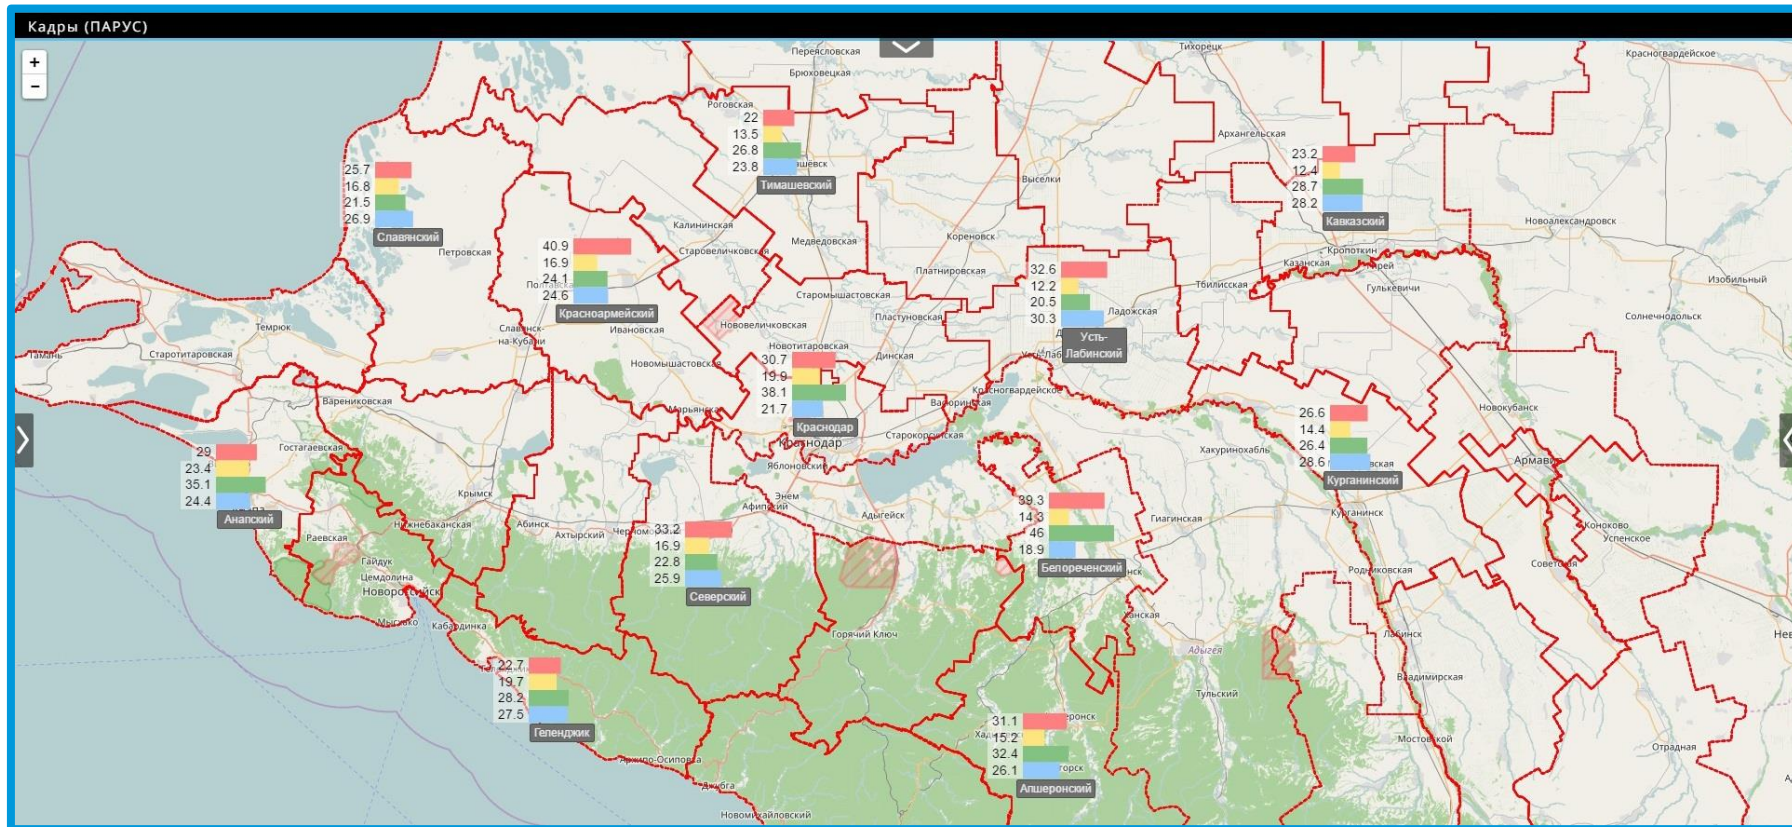 Кадры (ПАРУС)
+
−
Переясловская
Брюховецкая
Тихорецк
Красногвардейское
Роговская
22
13.5
26.8
23.8
Тимашевский
Архангельская
23.2
12.4
28.7
28.2
Кавказский
25.7
16.8
21.5
26.9
Славянский
Выселки
Новоалександровск
Калининская
Петровская
Старовеличковская
Медведовская
Кореновск
Платнировская
Кропоткин
Казанская
Гулькевичи
Изобильный
40.9
16.9
24.1
24.6
Красноармейский
32.6
12.2
20.5
30.3
Усть-
Лабинский
Тбилисская
Ладожская
Старомышастовская
Пластуновская
Солнечнодольск
Темрюк
Тамань
Старотитаровская
Славянск-
на-Кубани
Ивановская
Нововеличковская
Новотитаровская
Динская
Новомышастовская
30.7
19.9
38.1
21.7
Краснодар
Краснодар
Красногвардейское
Варениковская
Марьянская
Старокорсунская
Васюринская
Новокубанск
26.6
14.4
26.4
28.6
Курганинский
Гостагаевская
29
23.4
35.1
24.4
Анапский
Яблоновский
Хакуринохабль
Армавир
Крымск
Энем
Афипский
Адыгейск
39.3
14.3
46
18.9
Белореченский
Гиагинская
Курганинск
Коноково
Успенское
Нижнебаканская
Абинск
Ахтырский
33.2
16.9
22.8
25.9
Северский
Раевская
Гайдук
Цемдолина
Новороссийск
Мысхако
Кабардинка
Родниковская
Советская
Ханская
Горячий Ключ
Лабинск
Адыгея
Владимирская
Тульский
22.7
19.7
28.2
27.5
Геленджик
31.1
15.2
32.4
26.1
Апшеронский
Архипо-Осиповка
Джубга
Новомихайловский
Мостовской
Отрадная